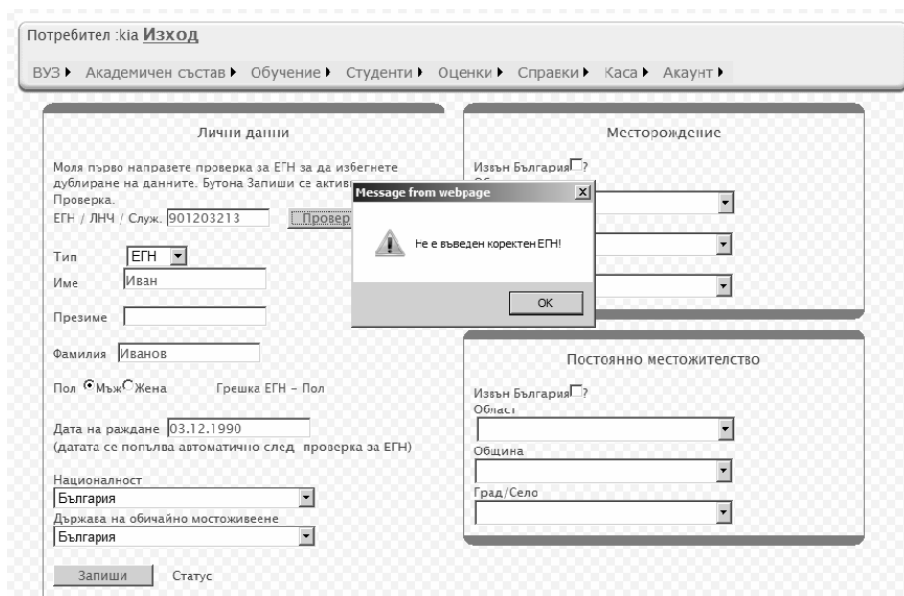 Потребител :kia Изход
ВУЗ Академичен състав Обучение Студенти Оценки Справки Каса Акаунт
Лични данни
Моля първо направете проверка за ЕГН за да избегнете
дублиране на данните. Бутона Запиши се актив
Проверка.
ЕГН / ЛНЧ / Служ. 901203213 Провер
Тип ЕГН
Име Иван
Презиме
Фамилия Иванов
Пол Мъж Жена Грешка ЕГН – Пол
Дата на раждане 03.12.1990
(датата се попълва автоматично след проверка за ЕГН)
Националност
България
Държава на обичайно мостоживеене
България
Запиши Статус
Message from webpage X
Не е въведен коректен ЕГН!
OK
Месторождение
Извън България ?
Постоянно местожителство
Извън България ?
Област
Община
Град/Село